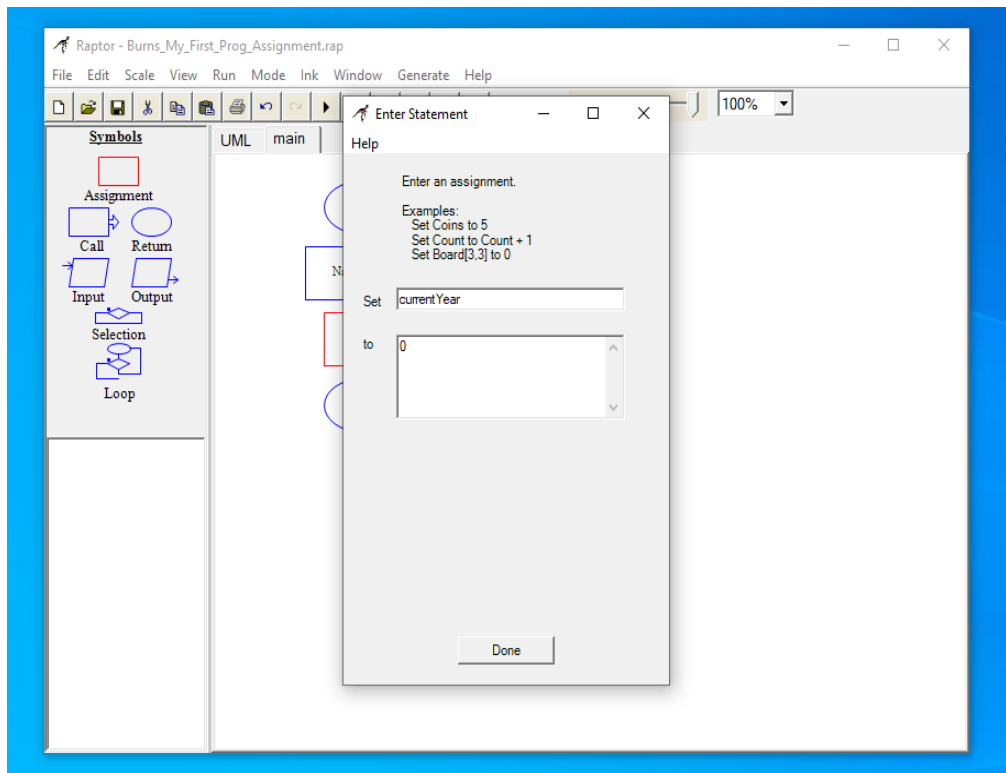 Raptor - Burns_My_First_Prog_Assignment.rap
File Edit Scale View Run Mode Ink Window Generate Help
100%
Symbols
Assignment
Call Return
Input Output
Selection
Loop
UML main
Enter Statement
Help
Enter an assignment.
Examples:
Set Coins to 5
Set Count to Count + 1
Set Board[3,3] to 0
Set currentYear
to 0
Done